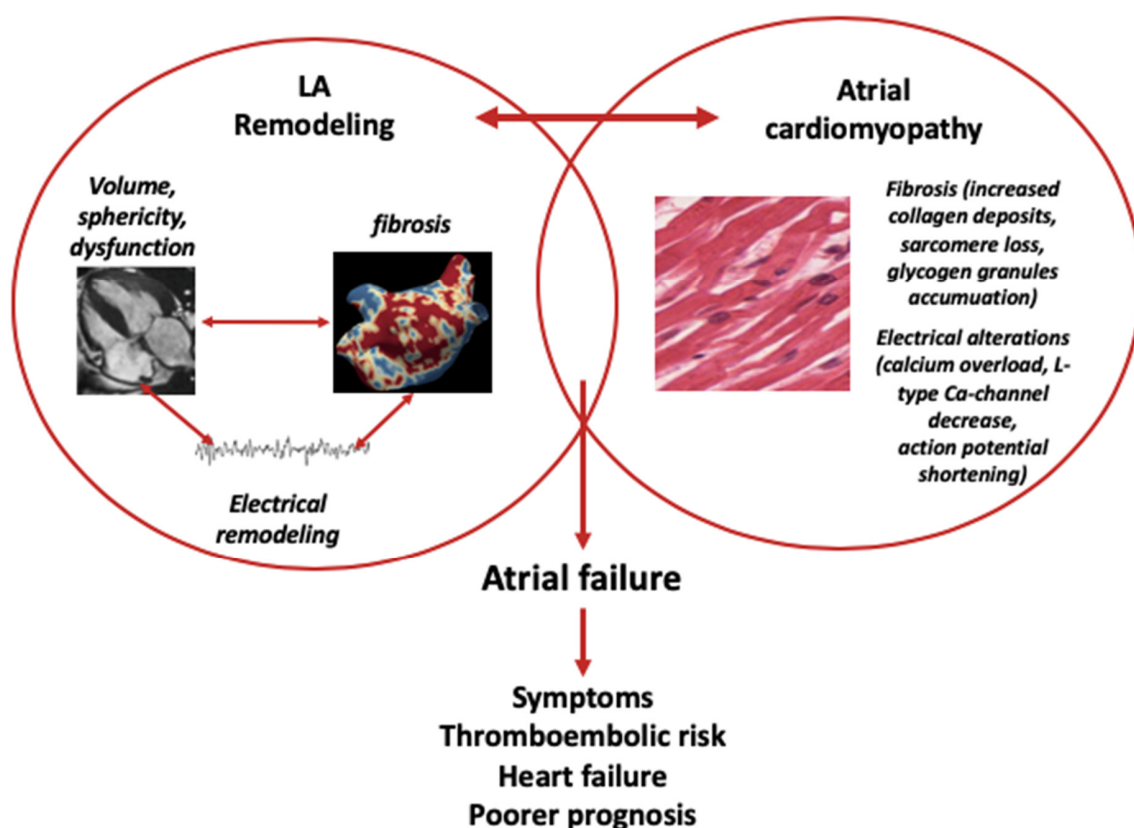 LA
Remodeling
Atrial
cardiomyopathy
Volume,
sphericity,
dysfunction
fibrosis
Electrical
remodeling
Fibrosis (increased
collagen deposits,
sarcomere loss,
glycogen granules
accumuation)
Electrical alterations
(calcium overload, L-
type Ca-channel
decrease,
action potential
shortening)
Atrial failure
Symptoms
Thromboembolic risk
Heart failure
Poorer prognosis